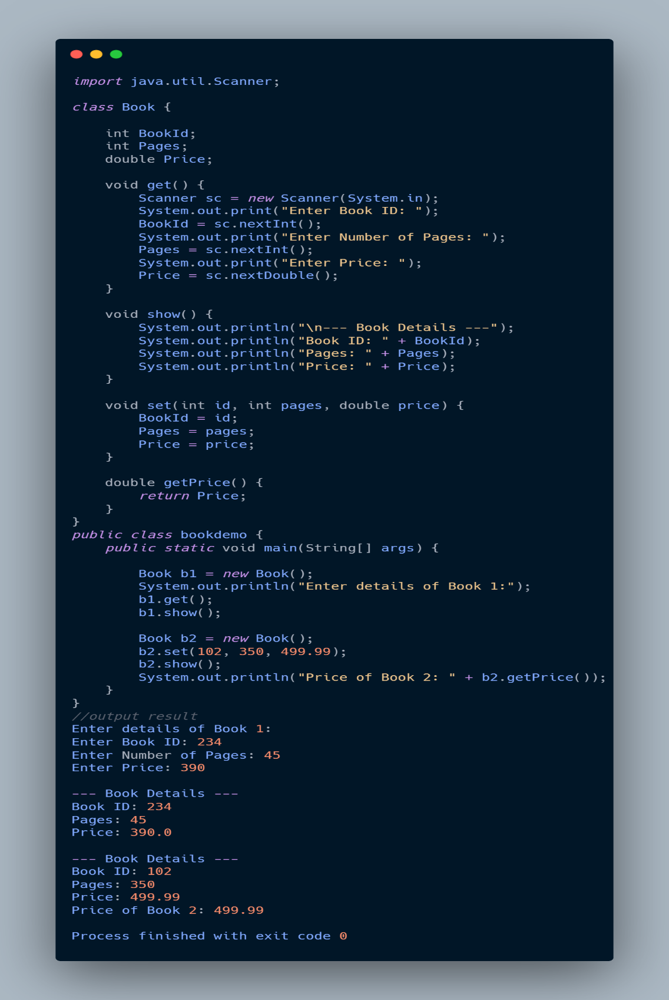 import java.util.Scanner;
class Book {
int BookId;
int Pages;
double Price;
void get() {
Scanner sc = new Scanner(System.in);
System.out.print("Enter Book ID: ");
BookId = sc.nextInt();
System.out.print("Enter Number of Pages: ");
Pages = sc.nextInt();
System.out.print("Enter Price: ");
Price = sc.nextDouble();
}
void show() {
System.out.println("\n--- Book Details ---");
System.out.println("Book ID: " + BookId);
System.out.println("Pages: " + Pages);
System.out.println("Price: " + Price);
}
void set(int id, int pages, double price) {
BookId = id;
Pages = pages;
Price = price;
}
double getPrice() {
return Price;
}
}
public class bookdemo {
public static void main(String[] args) {
Book b1 = new Book();
System.out.println("Enter details of Book 1:");
b1.get();
b1.show();
Book b2 = new Book();
b2.set(102, 350, 499.99);
b2.show();
System.out.println("Price of Book 2: " + b2.getPrice());
}
}
//output result
Enter details of Book 1:
Enter Book ID: 234
Enter Number of Pages: 45
Enter Price: 390
--- Book Details ---
Book ID: 234
Pages: 45
Price: 390.0
--- Book Details ---
Book ID: 102
Pages: 350
Price: 499.99
Price of Book 2: 499.99
Process finished with exit code 0